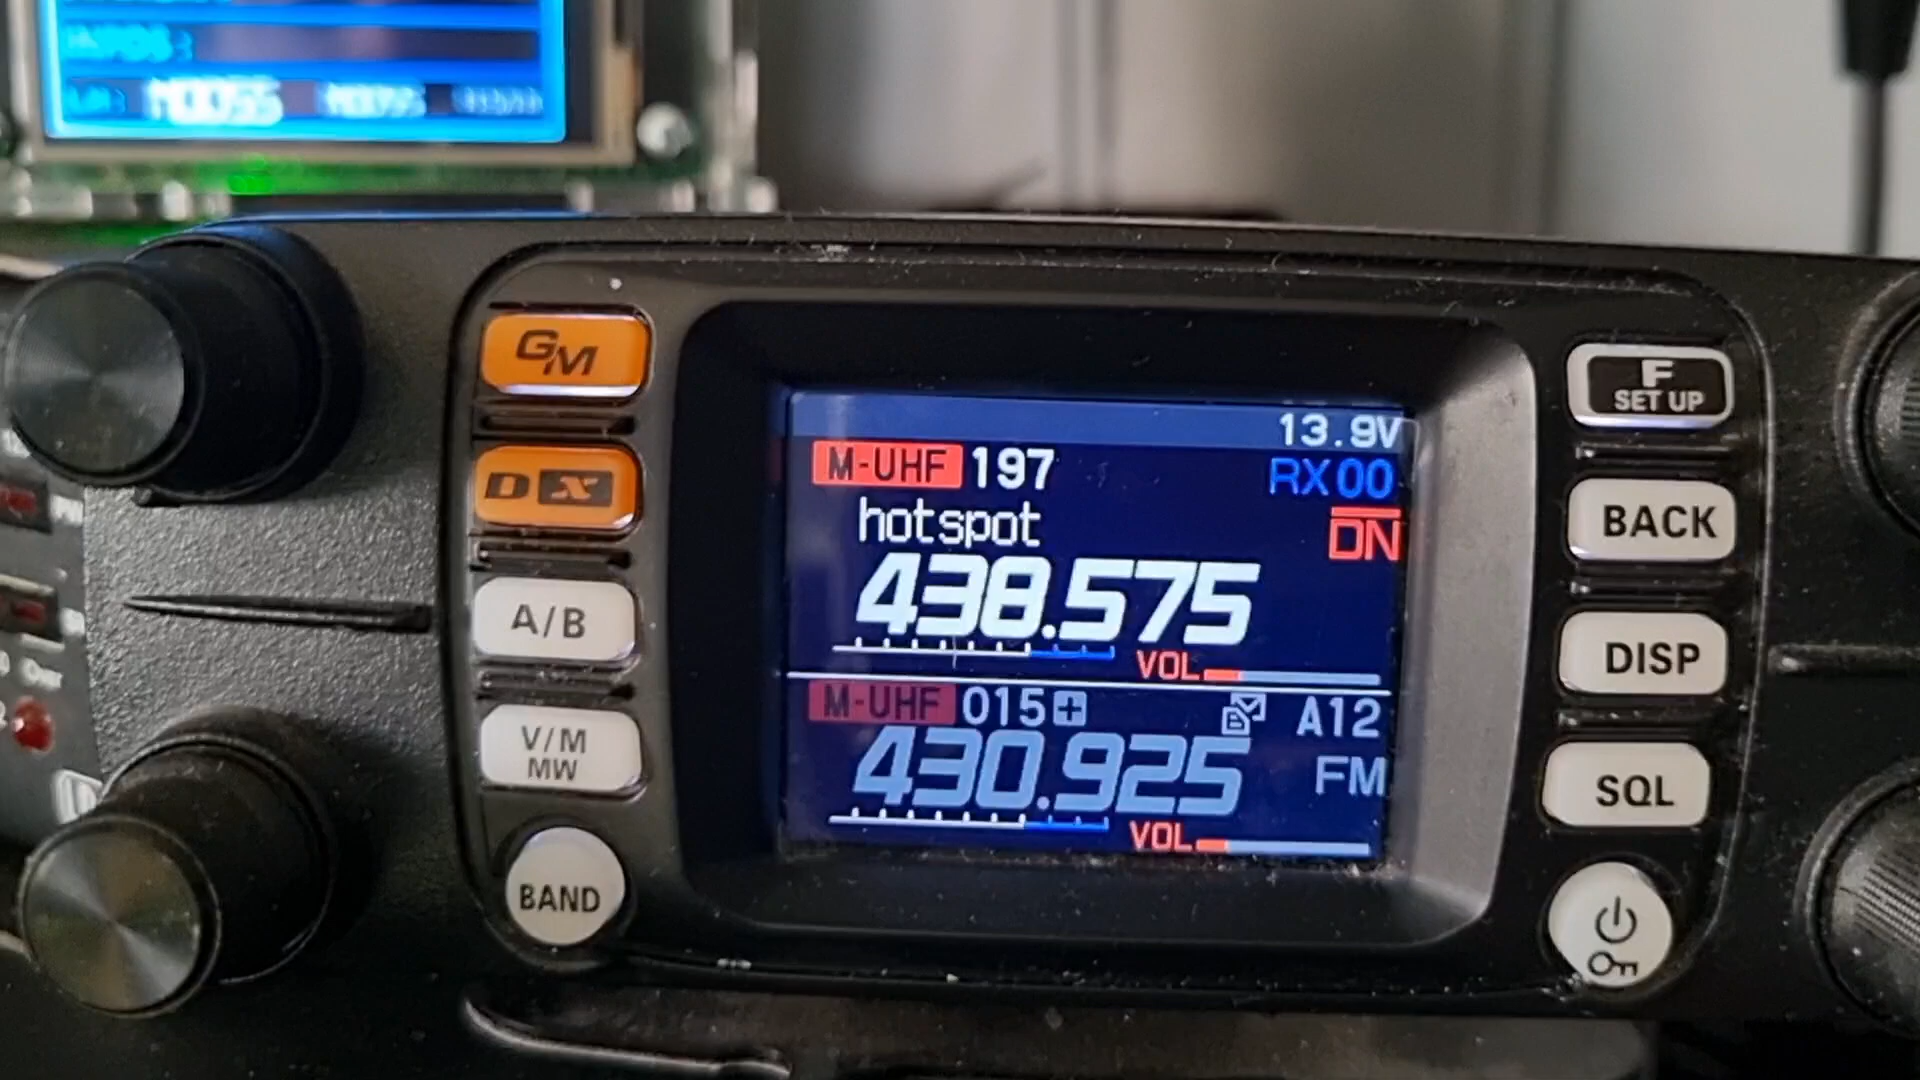 GM
DX
A/B
V/M
MW
BAND
13.9V
M-UHF 197
RX 00
hotspot
DN
438.575
VOL
M-UHF 015+
A12
430.925
FM
VOL
F
SET UP
BACK
DISP
SQL